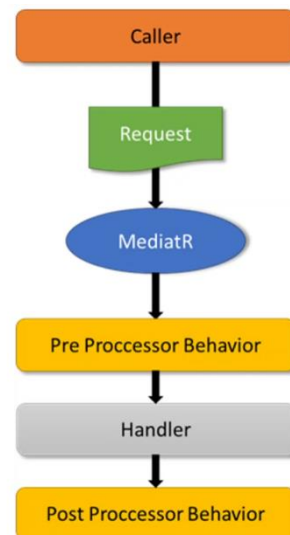 Caller
Request
MediatR
Pre Proccessor Behavior
Handler
Post Proccessor Behavior